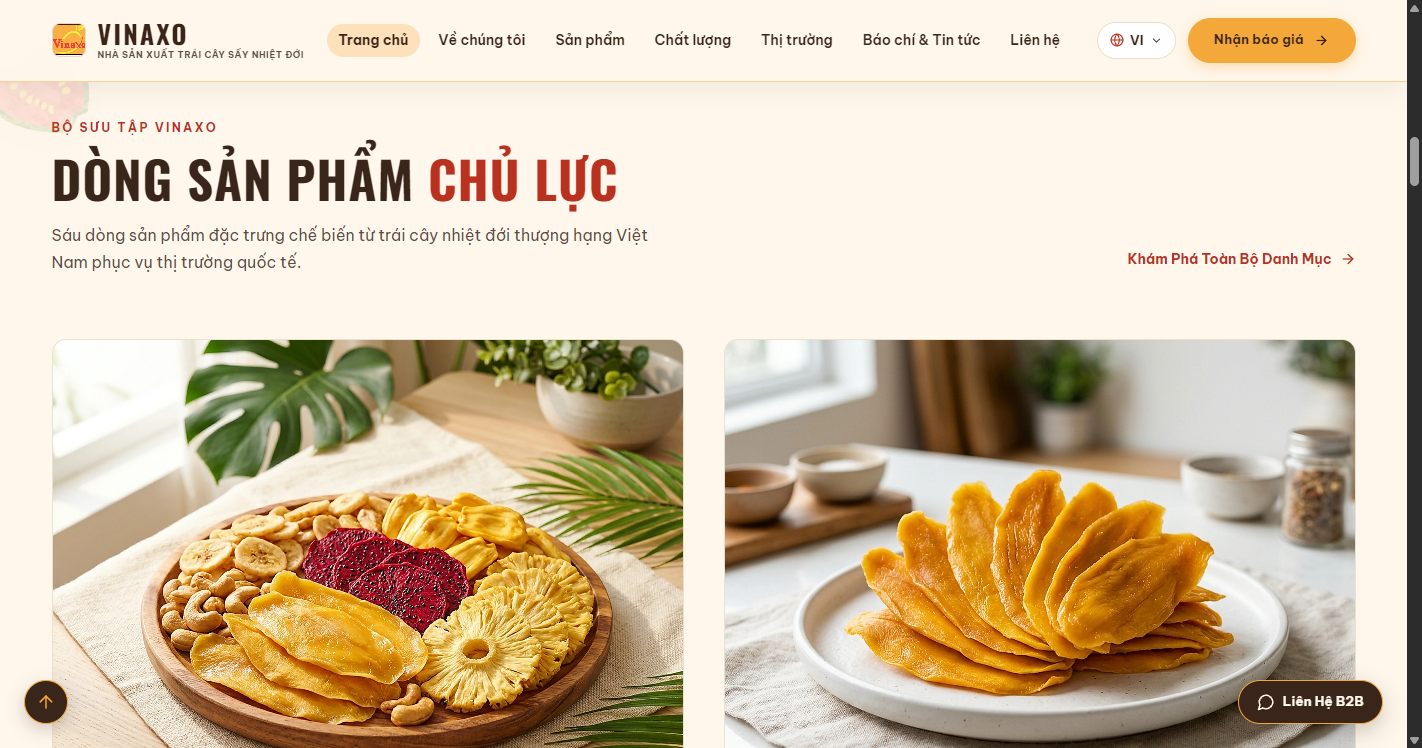 Vinaxo
VINAXO
NHÀ SẢN XUẤT TRÁI CÂY SẤY NHIỆT ĐỚI
Trang chủ
Về chúng tôi
Sản phẩm
Chất lượng
Thị trường
Báo chí & Tin tức
Liên hệ
VI
Nhận báo giá
BỘ SƯU TẬP VINAXO
DÒNG SẢN PHẨM CHỦ LỰC
Sáu dòng sản phẩm đặc trưng chế biến từ trái cây nhiệt đới thượng hạng Việt
Nam phục vụ thị trường quốc tế.
Khám Phá Toàn Bộ Danh Mục
Liên Hệ B2B